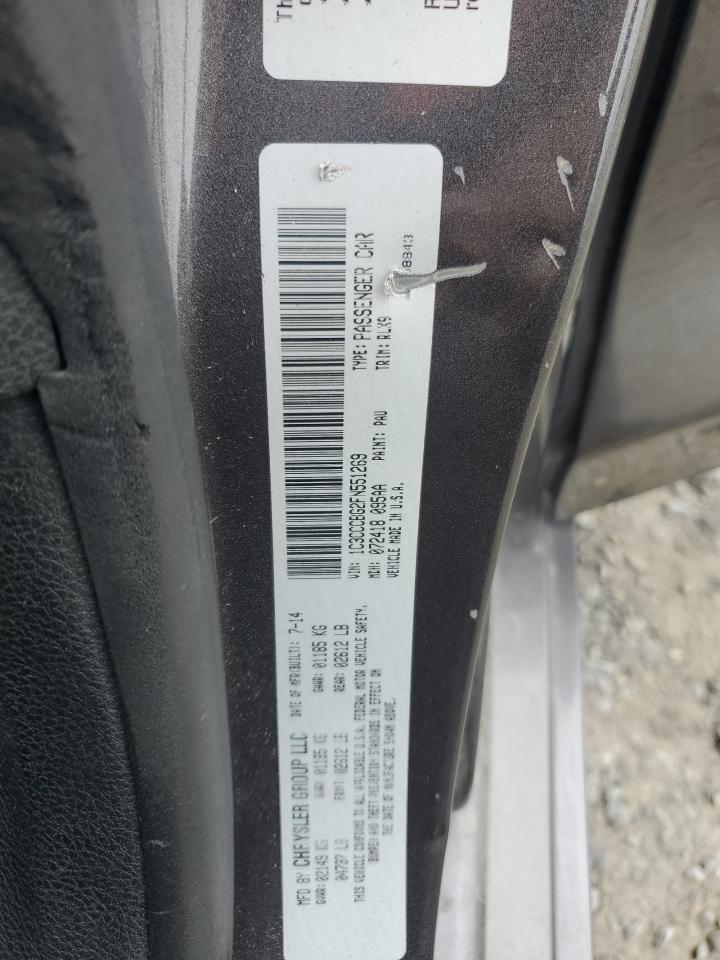 Th
MFD BY CHRYSLER GROUP LLC DATE OF MFR(BUILT): 7-14
GVWR: 02149 KG GAWR: 01185 KG GAWR: 01185 KG
04737 LB FRONT: 02612 LB REAR: 02612 LB
THIS VEHICLE CONFORMS TO ALL APPLICABLE U.S.A. FEDERAL MOTOR VEHICLE SAFETY,
BUMPER AND THEFT PREVENTION STANDARDS IN EFFECT ON
THE DATE OF MANUFACTURE SHOWN ABOVE.
VIN: 1C3CCCBG2FN551269 TYPE: PASSENGER CAR
MDH: 072418 095AA PAINT: PAU TRIM: RLX9
VEHICLE MADE IN U.S.A. 8843